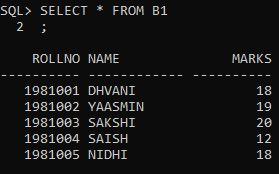 SQL> SELECT * FROM B1
  2  ;

    ROLLNO NAME              MARKS
---------- ------------ ----------
   1981001 DHVANI               18
   1981002 YAASMIN              19
   1981003 SAKSHI               20
   1981004 SAISH                12
   1981005 NIDHI                18